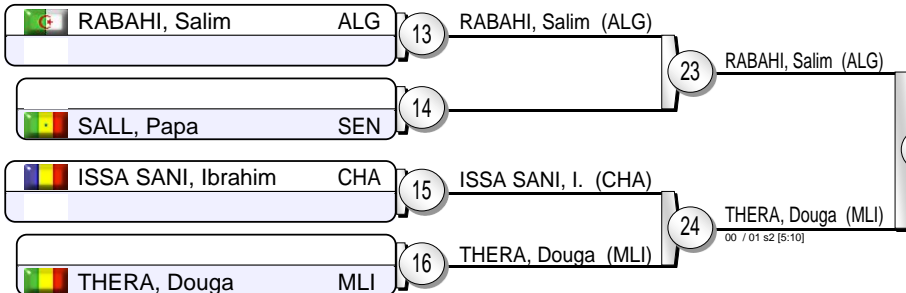 RABAHI, Salim ALG
13
RABAHI, Salim (ALG)
23
RABAHI, Salim (ALG)
14
SALL, Papa SEN
ISSA SANI, Ibrahim CHA
15
ISSA SANI, I. (CHA)
24
THERA, Douga (MLI)
00 / 01 s2 [5:10]
16
THERA, Douga (MLI)
THERA, Douga MLI